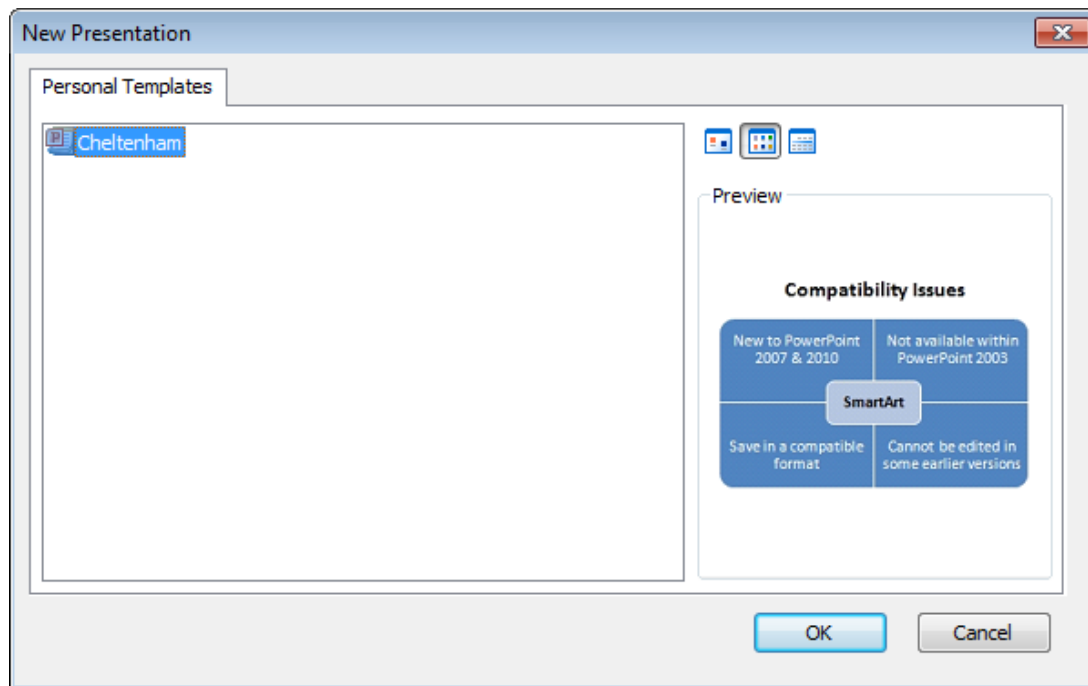 New Presentation
Personal Templates
Cheltenham
Preview
Compatibility Issues
New to PowerPoint
2007 & 2010
Not available within
PowerPoint 2003
SmartArt
Save in a compatible
format
Cannot be edited in
some earlier versions
OK
Cancel